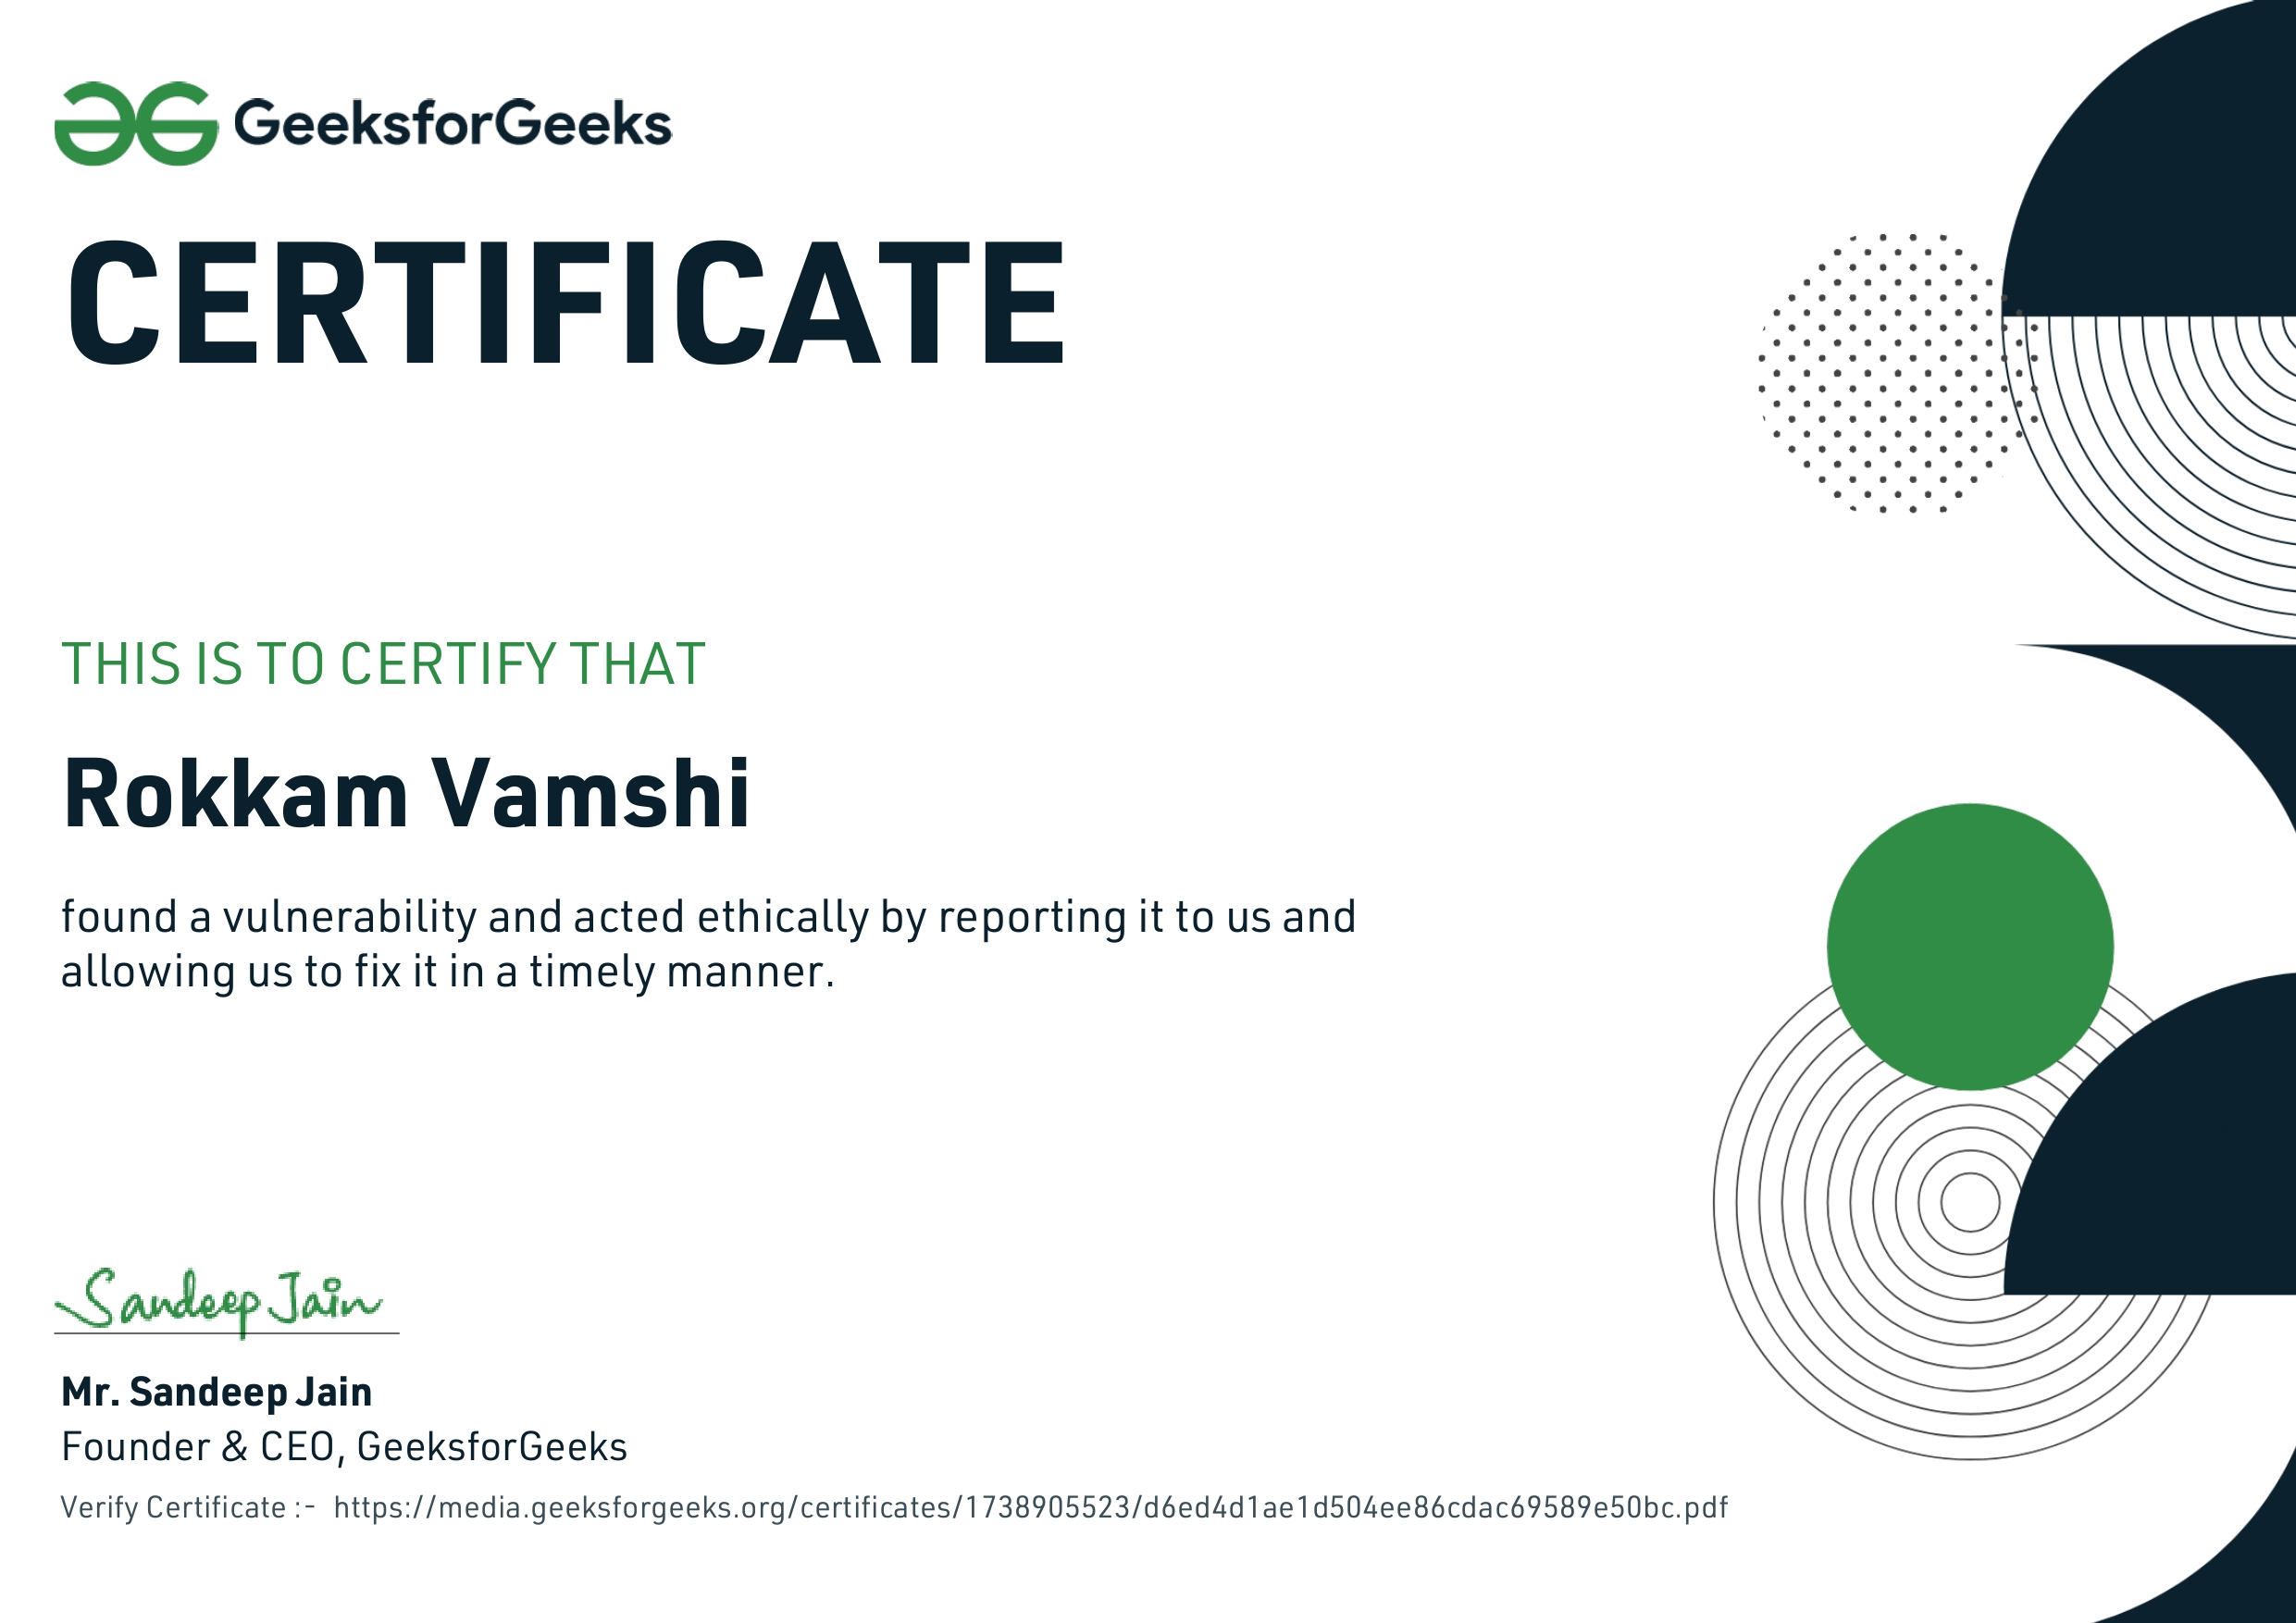 GeeksforGeeks
CERTIFICATE
THIS IS TO CERTIFY THAT
Rokkam Vamshi
found a vulnerability and acted ethically by reporting it to us and
allowing us to fix it in a timely manner.
Sandeep Jain
Mr. Sandeep Jain
Founder & CEO, GeeksforGeeks
Verify Certificate :- https://media.geeksforgeeks.org/certificates/1738905523/d6ed4d1ae1d504ee86cdac69589e50bc.pdf